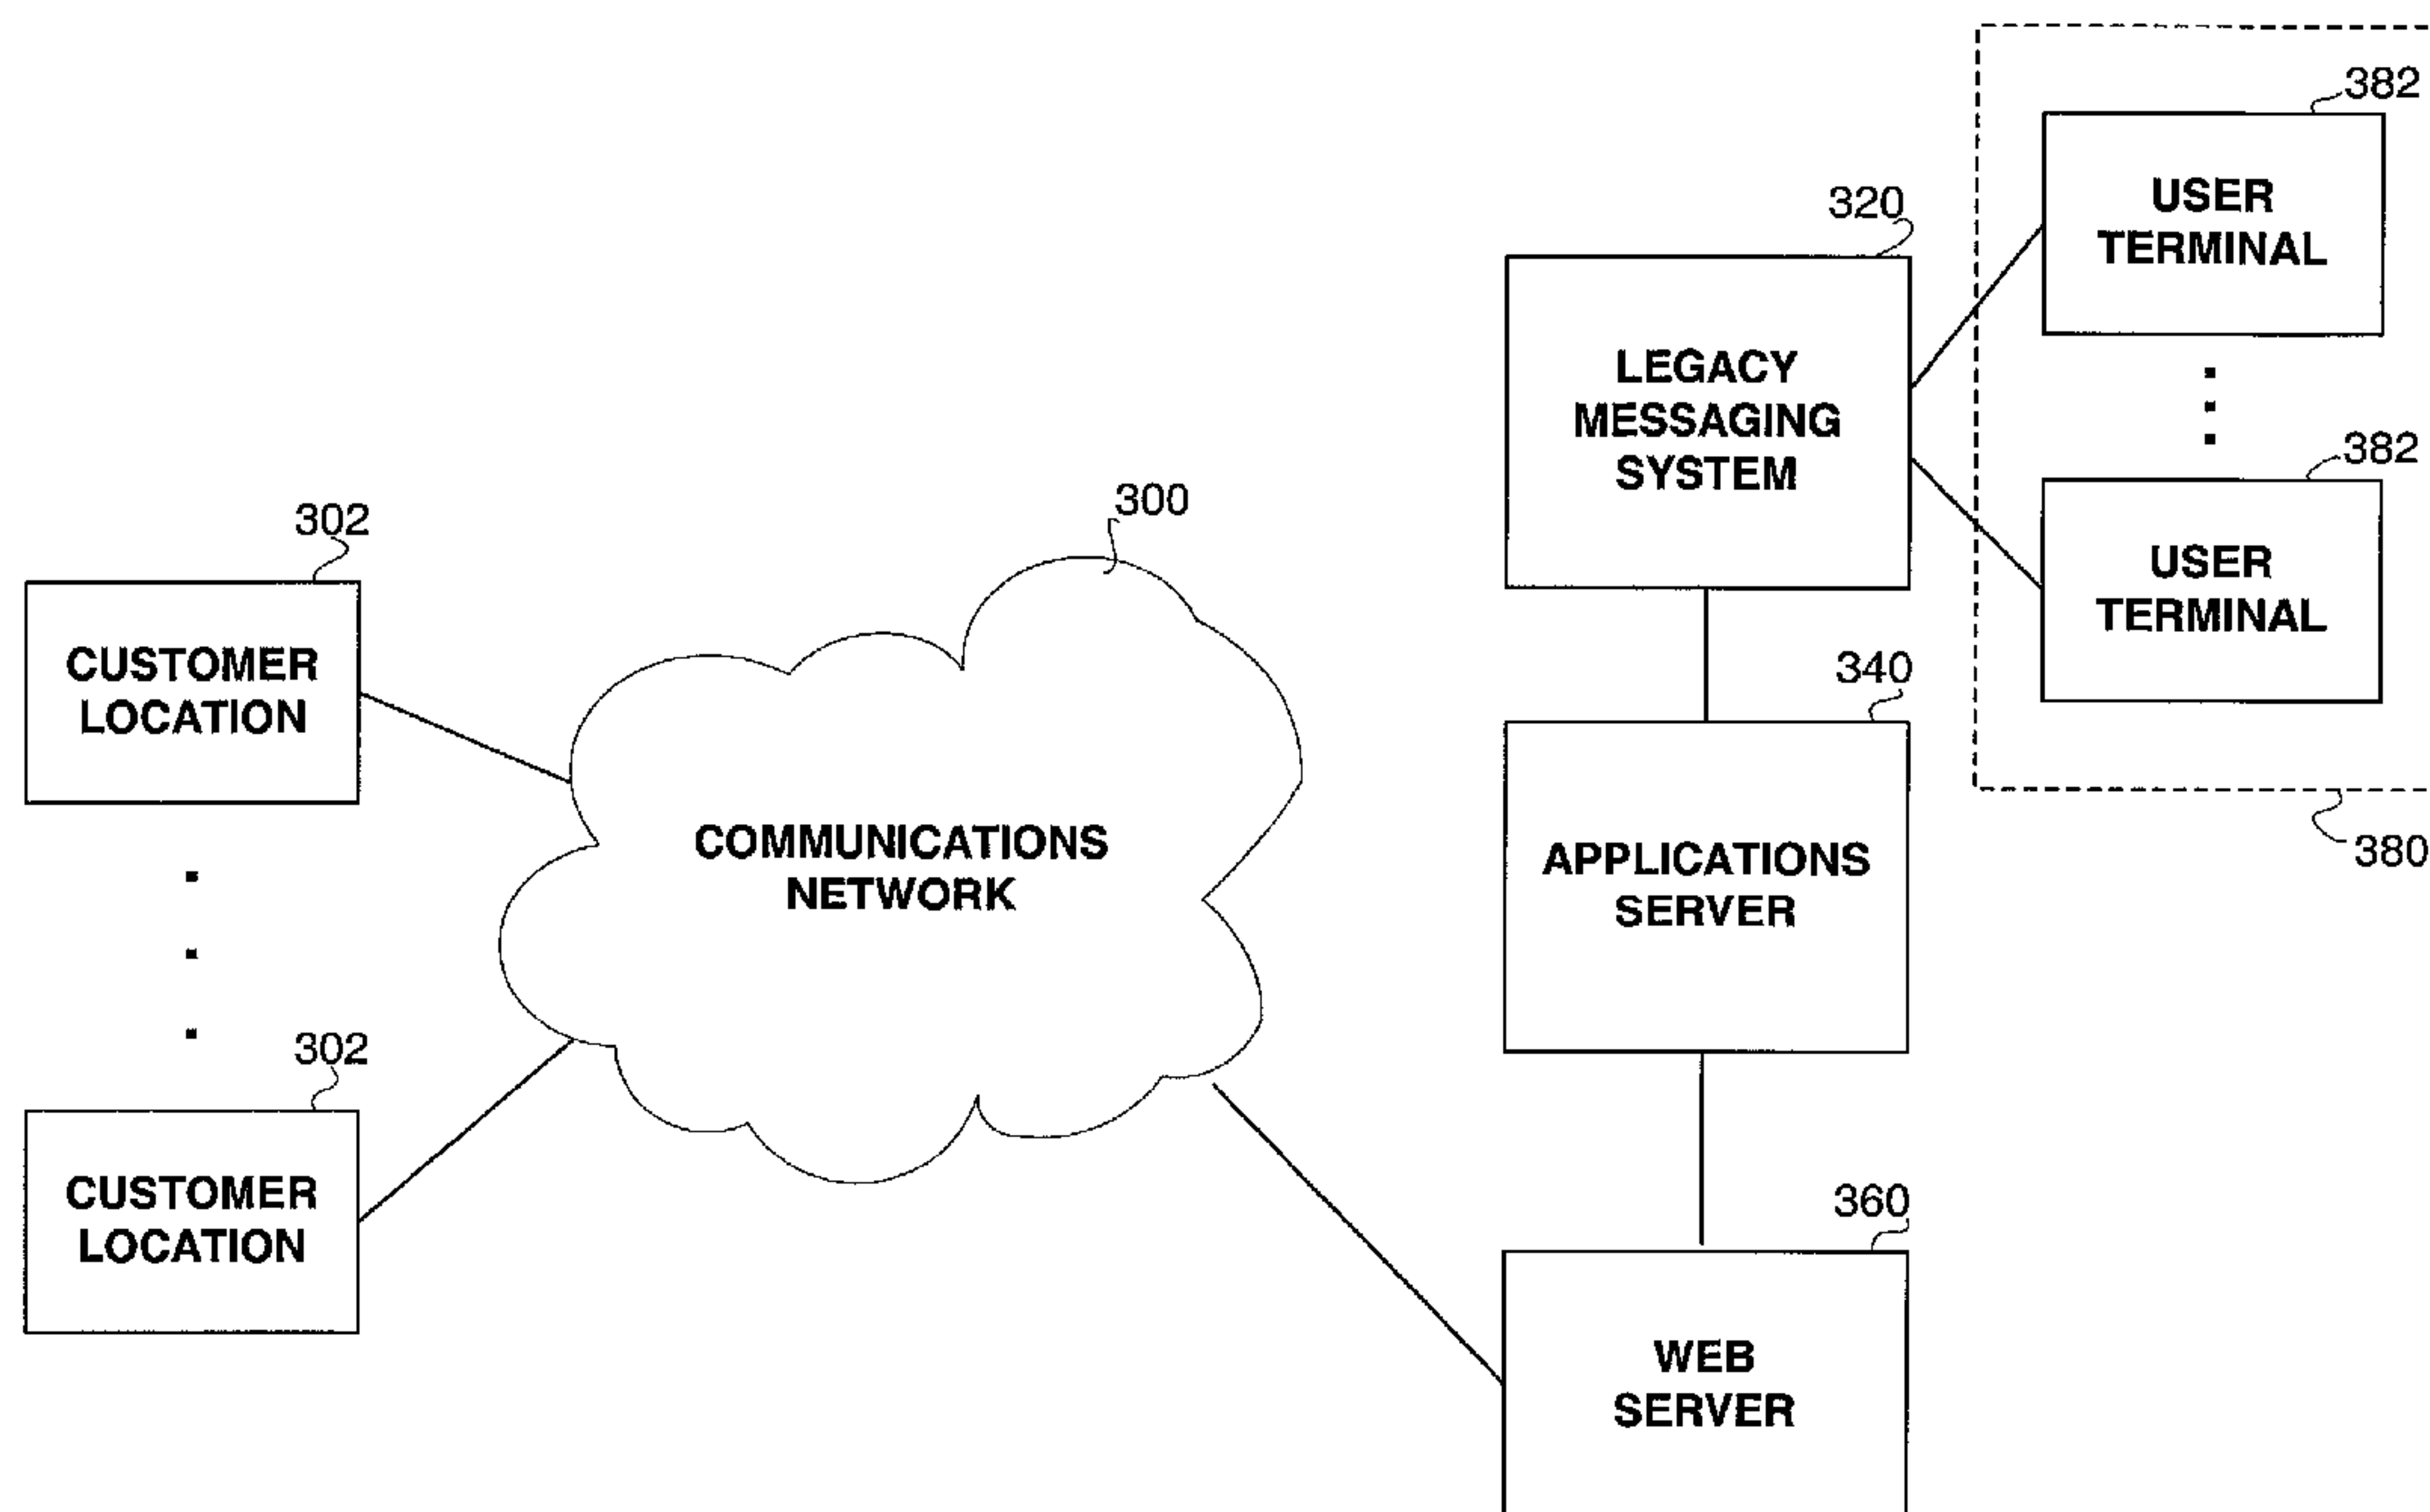 382
USER
TERMINAL
320
LEGACY
MESSAGING
SYSTEM
382
USER
TERMINAL
380
300
COMMUNICATIONS
NETWORK
302
CUSTOMER
LOCATION
302
CUSTOMER
LOCATION
340
APPLICATIONS
SERVER
360
WEB
SERVER